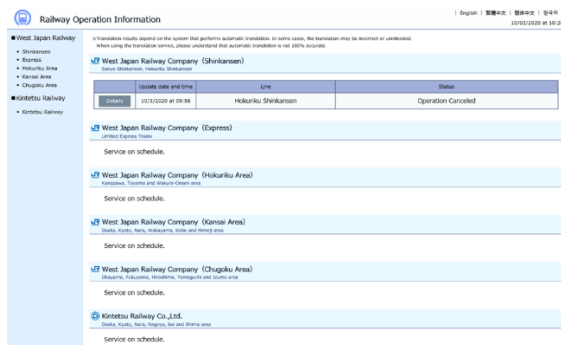 English | 繁體中文 | 簡体中文 | 한국어
Railway Operation Information
10/03/2020 at 10:2
■West Japan Railway
• Shinkansen
• Express
• Hokuriku Area
• Kansai Area
• Chugoku Area
■Kintetsu Railway
• Kintetsu Railway
※Translation results depend on the system that performs automatic translation. In some cases, the translation may be incorrect or unintended.
When using the translation service, please understand that automatic translation is not 100% accurate.
West Japan Railway Company (Shinkansen)
Sanyo Shinkansen, Hokuriku Shinkansen
Update date and time Line Status
Details 10/3/2020 at 09:56 Hokuriku Shinkansen Operation Canceled
West Japan Railway Company (Express)
Limited Express Trains
Service on schedule.
West Japan Railway Company (Hokuriku Area)
Kanazawa, Toyama and Wakura-Onsen area
Service on schedule.
West Japan Railway Company (Kansai Area)
Osaka, Kyoto, Nara, Wakayama, Kobe and Himeji area
Service on schedule.
West Japan Railway Company (Chugoku Area)
Okayama, Fukuyama, Hiroshima, Yamaguchi and Izumo area
Service on schedule.
Kintetsu Railway Co.,Ltd.
Osaka, Kyoto, Nara, Nagoya, Ise and Shima area
Service on schedule.